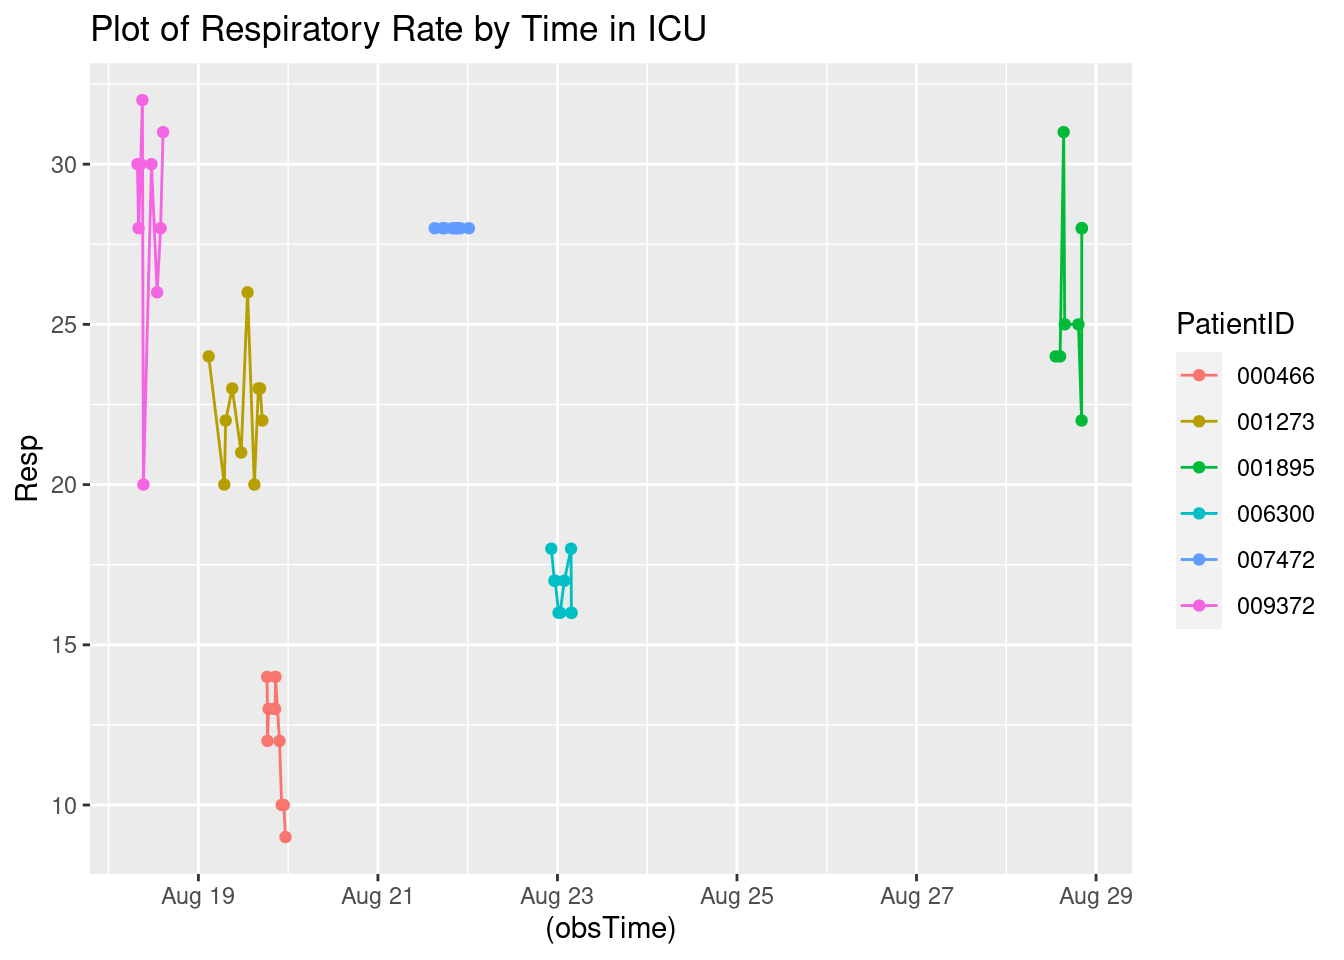 Plot of Respiratory Rate by Time in ICU
30
25
20
15
10
Resp
Aug 19
Aug 21
Aug 23
Aug 25
Aug 27
Aug 29
(obsTime)
PatientID
000466
001273
001895
006300
007472
009372